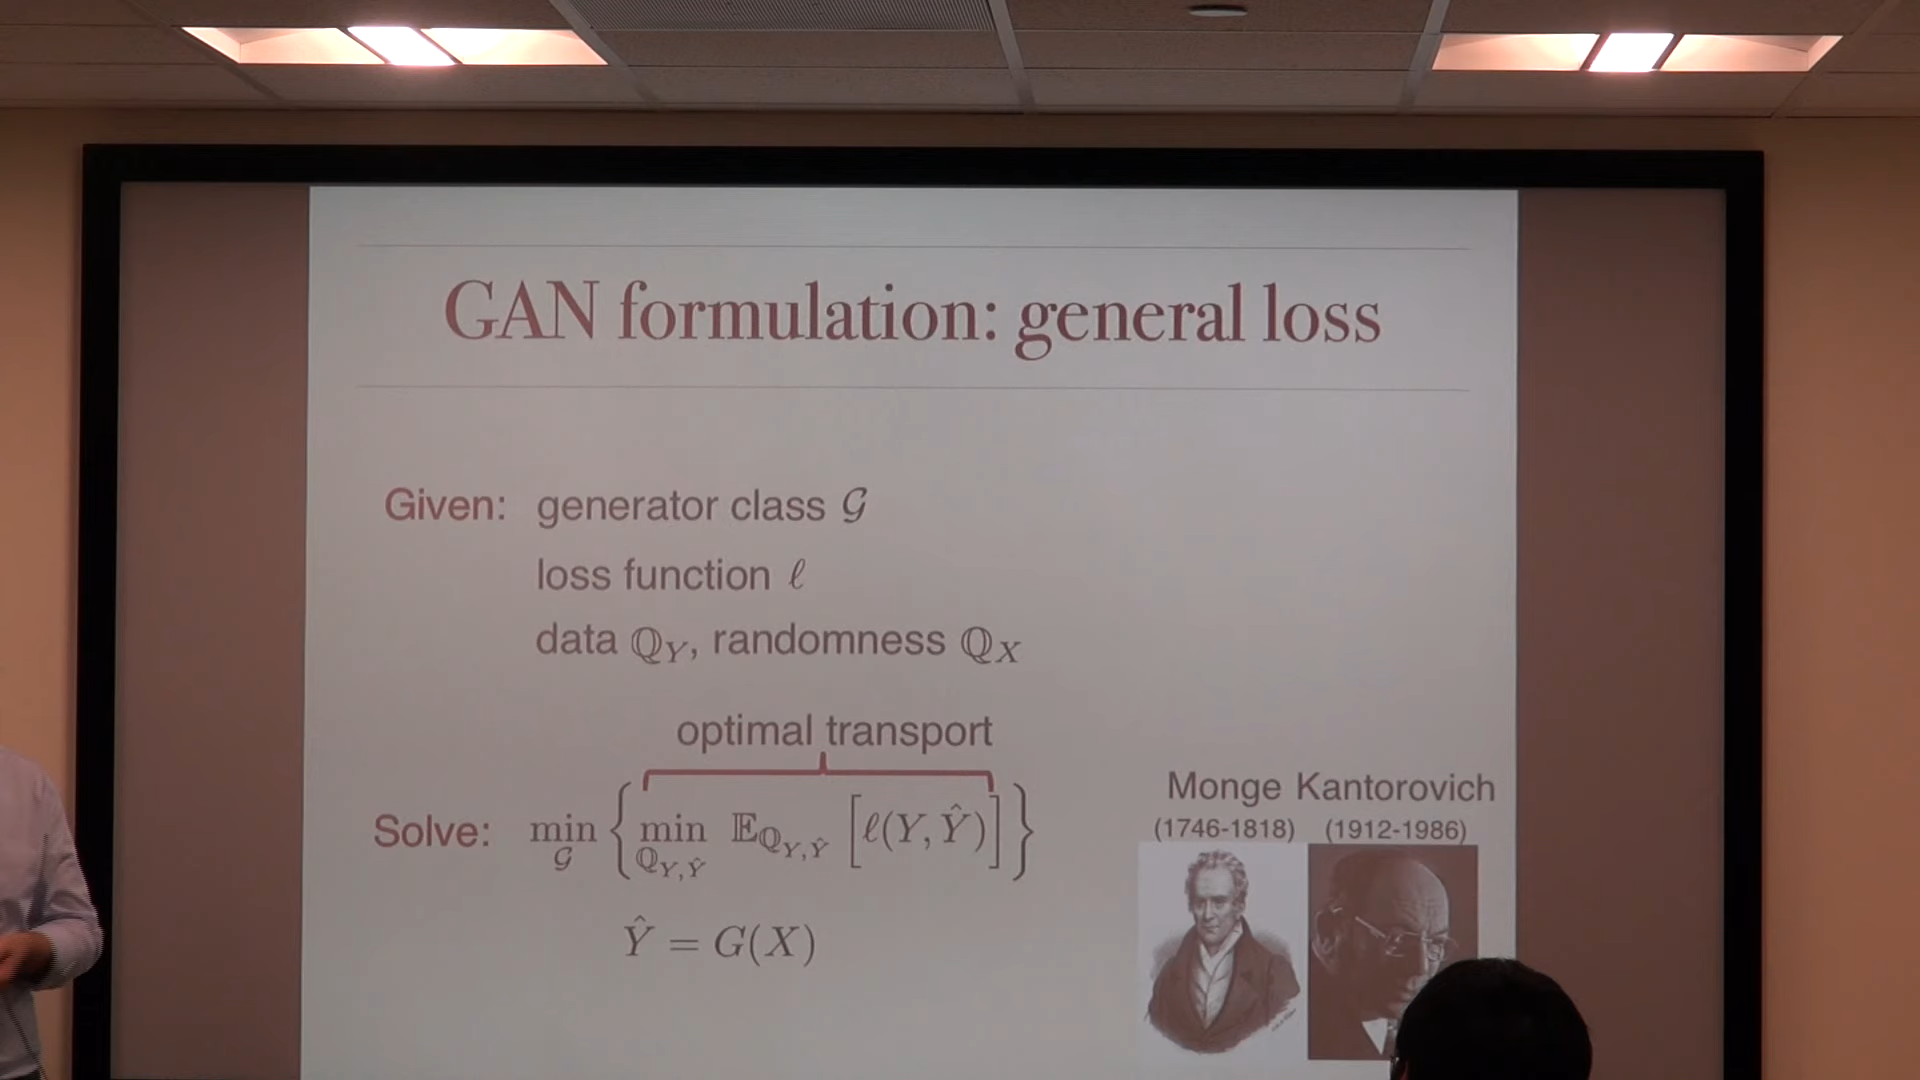 GAN formulation: general loss
Given: generator class 𝒢
loss function ℓ
data ℚ_Y, randomness ℚ_X
optimal transport
Solve: min_𝒢 { min_{ℚ_{Y,Ŷ}} 𝔼_{ℚ_{Y,Ŷ}} [ℓ(Y, Ŷ)] }
Ŷ = G(X)
Monge Kantorovich
(1746-1818) (1912-1986)